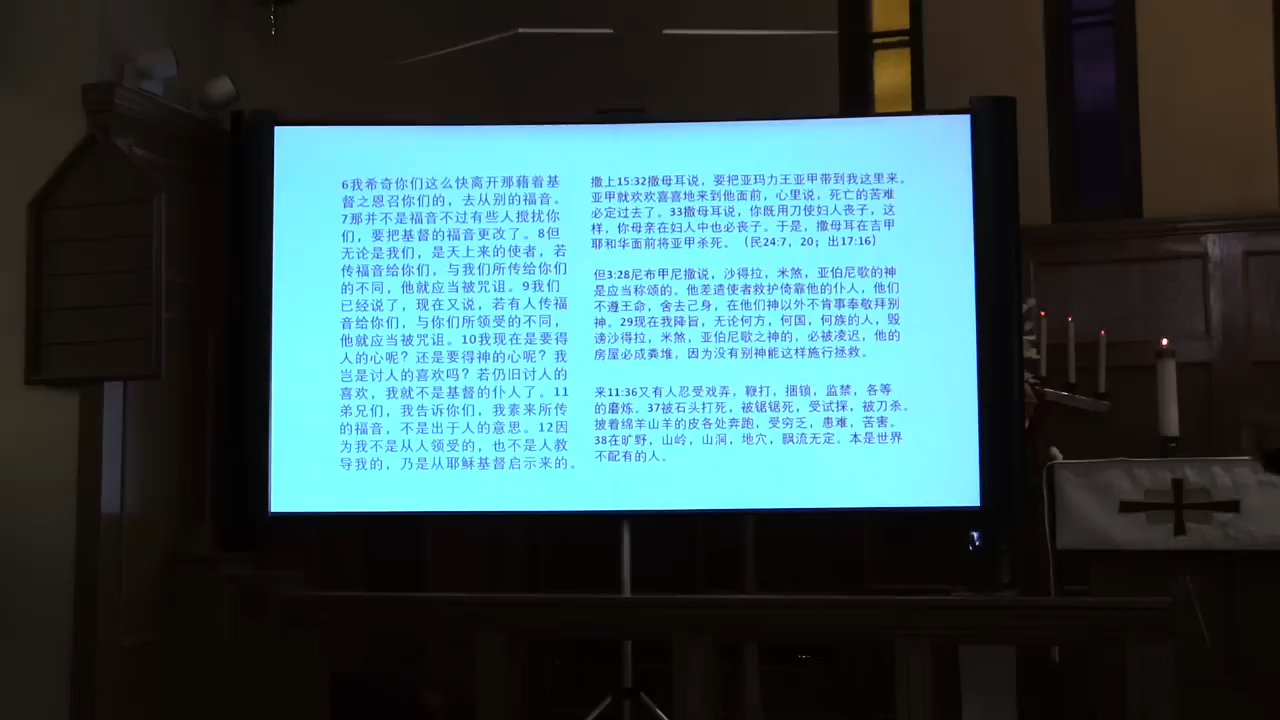 6我希奇你们这么快离开那藉着基
督之恩召你们的，去从别的福音。
7那并不是福音不过有些人搅扰你
们，要把基督的福音更改了。8但
无论是我们，是天上来的使者，若
传福音给你们，与我们所传给你们
的不同，他就应当被咒诅。9我们
已经说了，现在又说，若有人传福
音给你们，与你们所领受的不同，
他就应当被咒诅。10我现在是要得
人的心呢？还是要得神的心呢？我
岂是讨人的喜欢吗？若仍旧讨人的
喜欢，我就不是基督的仆人了。11
弟兄们，我告诉你们，我素来所传
的福音，不是出于人的意思。12因
为我不是从人领受的，也不是人教
导我的，乃是从耶稣基督启示来的。
撒上15:32撒母耳说，要把亚玛力王亚甲带到我这里来。
亚甲就欢欢喜喜地来到他面前，心里说，死亡的苦难
必定过去了。33撒母耳说，你既用刀使妇人丧子，这
样，你母亲在妇人中也必丧子。于是，撒母耳在吉甲
耶和华面前将亚甲杀死。（民24:7，20；出17:16）
但3:28尼布甲尼撒说，沙得拉，米煞，亚伯尼歌的神
是应当称颂的。他差遣使者救护倚靠他的仆人，他们
不遵王命，舍去己身，在他们神以外不肯事奉敬拜别
神。29现在我降旨，无论何方，何国，何族的人，毁
谤沙得拉，米煞，亚伯尼歌之神的，必被凌迟，他的
房屋必成粪堆，因为没有别神能这样施行拯救。
来11:36又有人忍受戏弄，鞭打，捆锁，监禁，各等
的磨炼。37被石头打死，被锯锯死，受试探，被刀杀。
披着绵羊山羊的皮各处奔跑，受穷乏，患难，苦害。
38在旷野，山岭，山洞，地穴，飘流无定。本是世界
不配有的人。